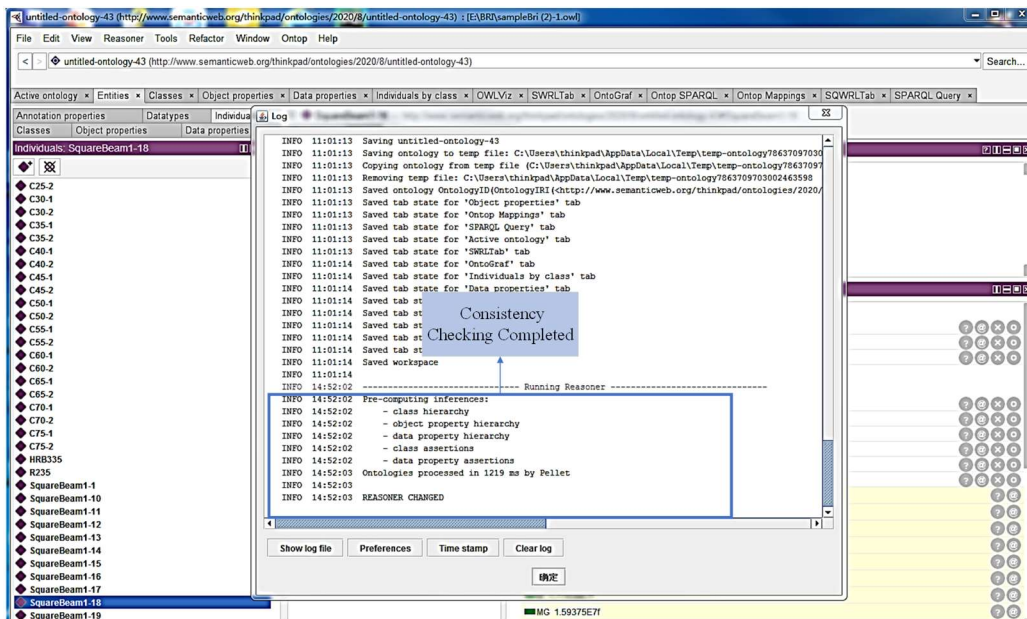 untitled-ontology-43 (http://www.semanticweb.org/thinkpad/ontologies/2020/8/untitled-ontology-43) : [E:\BRI\sampleBri (2)-1.owl]
File Edit View Reasoner Tools Refactor Window Ontop Help
< > untitled-ontology-43 (http://www.semanticweb.org/thinkpad/ontologies/2020/8/untitled-ontology-43) Search...
Active ontology × Entities × Classes × Object properties × Data properties × Individuals by class × OWLViz × SWRLTab × OntoGraf × Ontop SPARQL × Ontop Mappings × SQWRLTab × SPARQL Query ×
Annotation properties Datatypes Individua
Classes Object properties Data properties
Individuals: SquareBeam1-18
C25-2
C30-1
C30-2
C35-1
C35-2
C40-1
C40-2
C45-1
C45-2
C50-1
C50-2
C55-1
C55-2
C60-1
C60-2
C65-1
C65-2
C70-1
C70-2
C75-1
C75-2
HRB335
R235
SquareBeam1-1
SquareBeam1-10
SquareBeam1-11
SquareBeam1-12
SquareBeam1-13
SquareBeam1-14
SquareBeam1-15
SquareBeam1-16
SquareBeam1-17
SquareBeam1-18
SquareBeam1-19
Log
INFO 11:01:13 Saving untitled-ontology-43
INFO 11:01:13 Saving ontology to temp file: C:\Users\thinkpad\AppData\Local\Temp\temp-ontology78637097030
INFO 11:01:13 Copying ontology from temp file (C:\Users\thinkpad\AppData\Local\Temp\temp-ontology78637097
INFO 11:01:13 Removing temp file: C:\Users\thinkpad\AppData\Local\Temp\temp-ontology7863709703002463598
INFO 11:01:13 Saved ontology OntologyID(OntologyIRI(<http://www.semanticweb.org/thinkpad/ontologies/2020/
INFO 11:01:13 Saved tab state for 'Object properties' tab
INFO 11:01:13 Saved tab state for 'Ontop Mappings' tab
INFO 11:01:13 Saved tab state for 'SPARQL Query' tab
INFO 11:01:13 Saved tab state for 'Active ontology' tab
INFO 11:01:13 Saved tab state for 'SWRLTab' tab
INFO 11:01:14 Saved tab state for 'OntoGraf' tab
INFO 11:01:14 Saved tab state for 'Individuals by class' tab
INFO 11:01:14 Saved tab state for 'Data properties' tab
INFO 11:01:14 Saved tab st
INFO 11:01:14 Saved tab st
INFO 11:01:14 Saved tab st
INFO 11:01:14 Saved tab st
INFO 11:01:14 Saved tab st
INFO 11:01:14 Saved workspace
INFO 11:01:14
Consistency
Checking Completed
INFO 14:52:02 ------------------------------- Running Reasoner -------------------------------
INFO 14:52:02 Pre-computing inferences:
INFO 14:52:02 - class hierarchy
INFO 14:52:02 - object property hierarchy
INFO 14:52:02 - data property hierarchy
INFO 14:52:02 - class assertions
INFO 14:52:02 - data property assertions
INFO 14:52:03 Ontologies processed in 1219 ms by Pellet
INFO 14:52:03
INFO 14:52:03 REASONER CHANGED
Show log file Preferences Time stamp Clear log
确定
MG 1.59375E7f